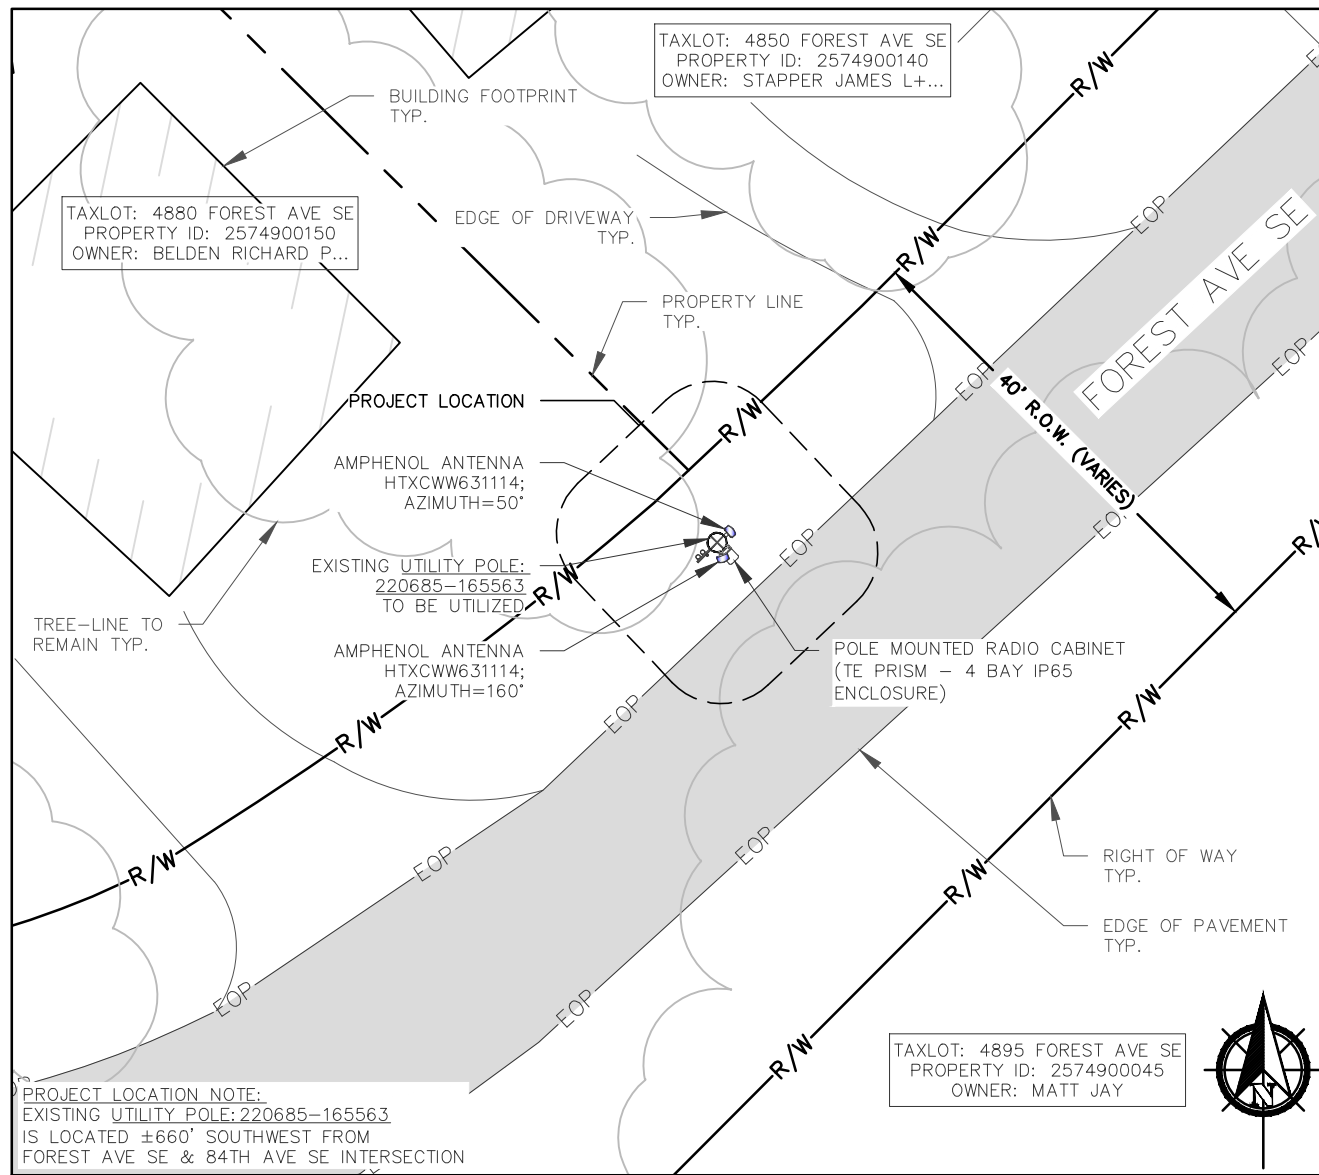 TAXLOT: 4850 FOREST AVE SE
PROPERTY ID: 2574900140
OWNER: STAPPER JAMES L+...
R/W
BUILDING FOOTPRINT
TYP.
TAXLOT: 4880 FOREST AVE SE
PROPERTY ID: 2574900150
OWNER: BELDEN RICHARD P...
EDGE OF DRIVEWAY
TYP.
EOP
R/W
FOREST AVE SE
PROPERTY LINE
TYP.
EOP
EOP
40' R.O.W. (VARIES)
PROJECT LOCATION
R/W
AMPHENOL ANTENNA
HTXCWW631114;
AZIMUTH=50°
EOP
R/W
EXISTING UTILITY POLE:
220685-165563
TO BE UTILIZED
R/W
TREE-LINE TO
REMAIN TYP.
AMPHENOL ANTENNA
HTXCWW631114;
AZIMUTH=160°
POLE MOUNTED RADIO CABINET
(TE PRISM - 4 BAY IP65
ENCLOSURE)
EOP
R/W
R/W
EOP
EOP
R/W
R/W
RIGHT OF WAY
TYP.
EDGE OF PAVEMENT
TYP.
EOP
EOP
R/W
TAXLOT: 4895 FOREST AVE SE
PROPERTY ID: 2574900045
OWNER: MATT JAY
N
PROJECT LOCATION NOTE:
EXISTING UTILITY POLE: 220685-165563
IS LOCATED ±660' SOUTHWEST FROM
FOREST AVE SE & 84TH AVE SE INTERSECTION